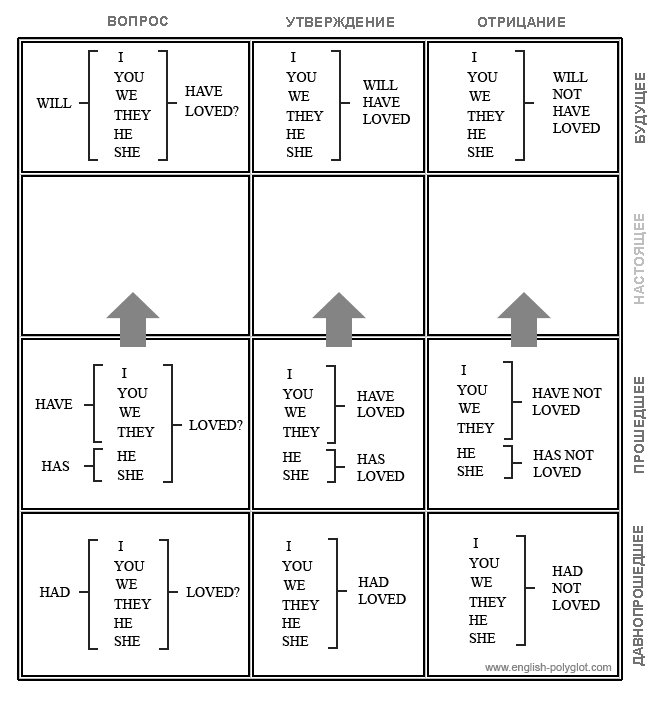 ВОПРОС
УТВЕРЖДЕНИЕ
ОТРИЦАНИЕ
WILL
I
YOU
WE
THEY
HE
SHE
HAVE
LOVED?
I
YOU
WE
THEY
HE
SHE
WILL
HAVE
LOVED
I
YOU
WE
THEY
HE
SHE
WILL
NOT
HAVE
LOVED
БУДУЩЕЕ
НАСТОЯЩЕЕ
HAVE
I
YOU
WE
THEY
HAS
HE
SHE
LOVED?
I
YOU
WE
THEY
HAVE
LOVED
HE
SHE
HAS
LOVED
I
YOU
WE
THEY
HAVE NOT
LOVED
HE
SHE
HAS NOT
LOVED
ПРОШЕДШЕЕ
HAD
I
YOU
WE
THEY
HE
SHE
LOVED?
I
YOU
WE
THEY
HE
SHE
HAD
LOVED
I
YOU
WE
THEY
HE
SHE
HAD
NOT
LOVED
ДАВНОПРОШЕДШЕЕ
www.english-polyglot.com